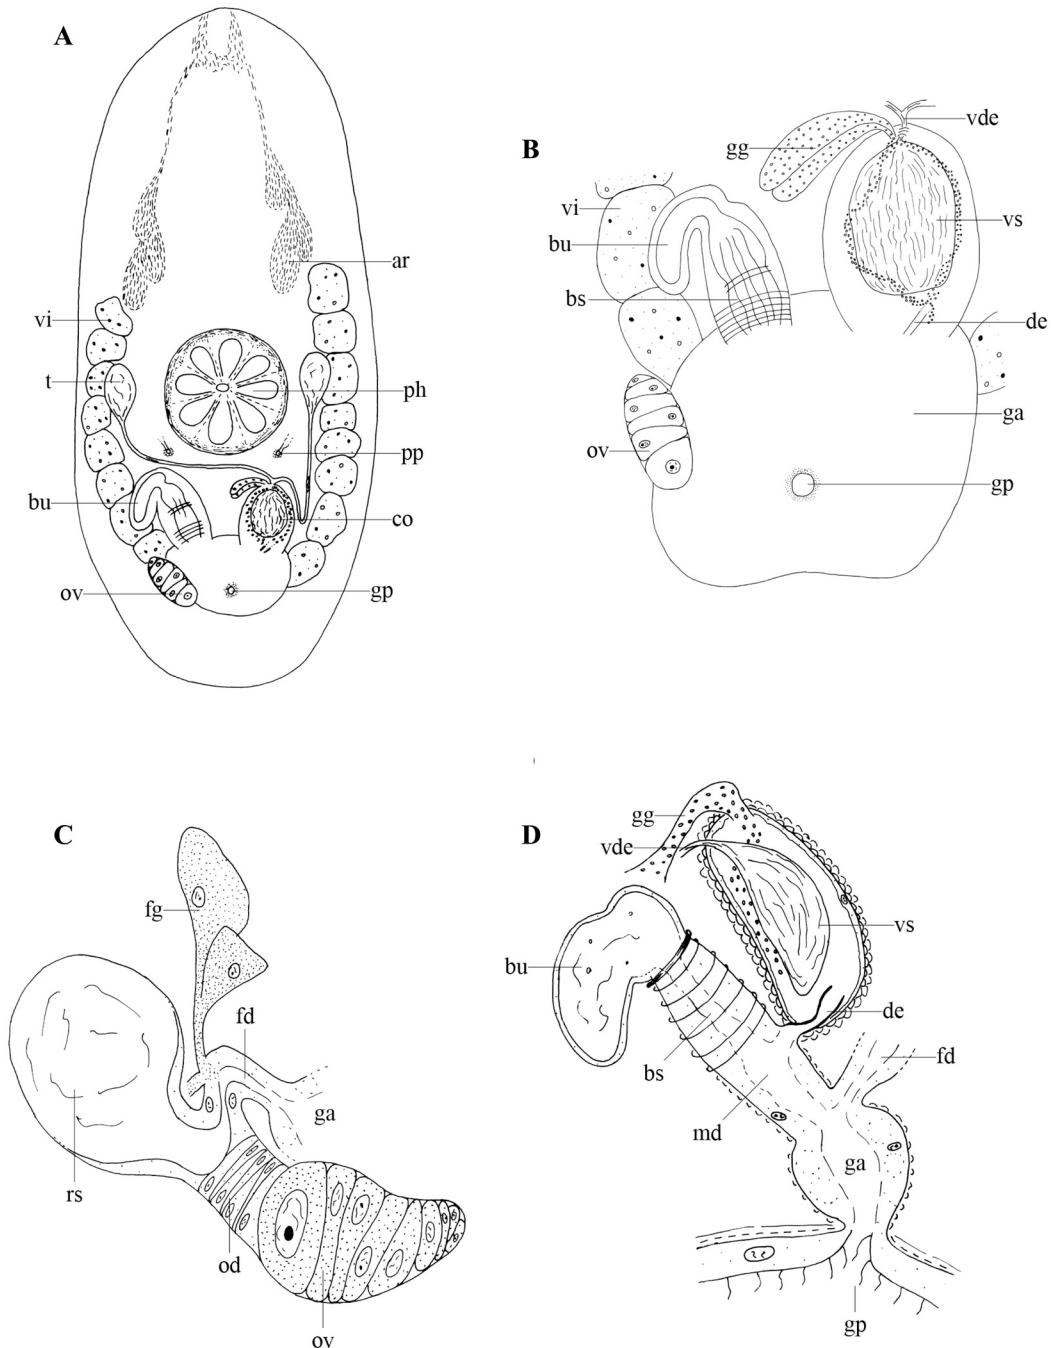 A
ar
vi
t
ph
pp
bu
co
ov
gp
B
vde
gg
vi
vs
bu
bs
de
ga
ov
gp
C
fg
fd
ga
rs
od
ov
D
gg
vde
vs
bu
de
bs
fd
md
ga
gp